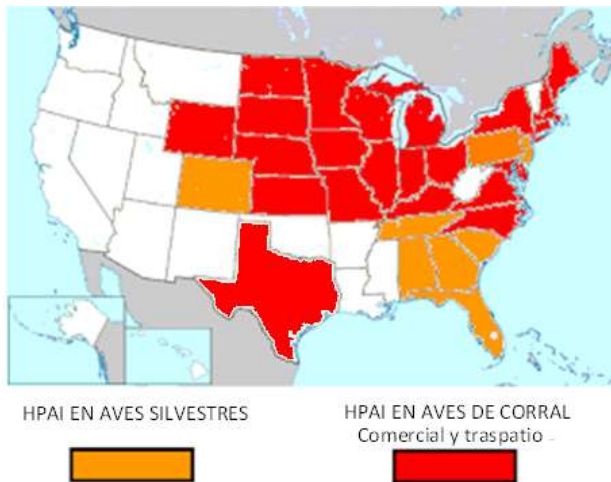 HPAI EN AVES SILVESTRES
HPAI EN AVES DE CORRAL
Comercial y traspatio